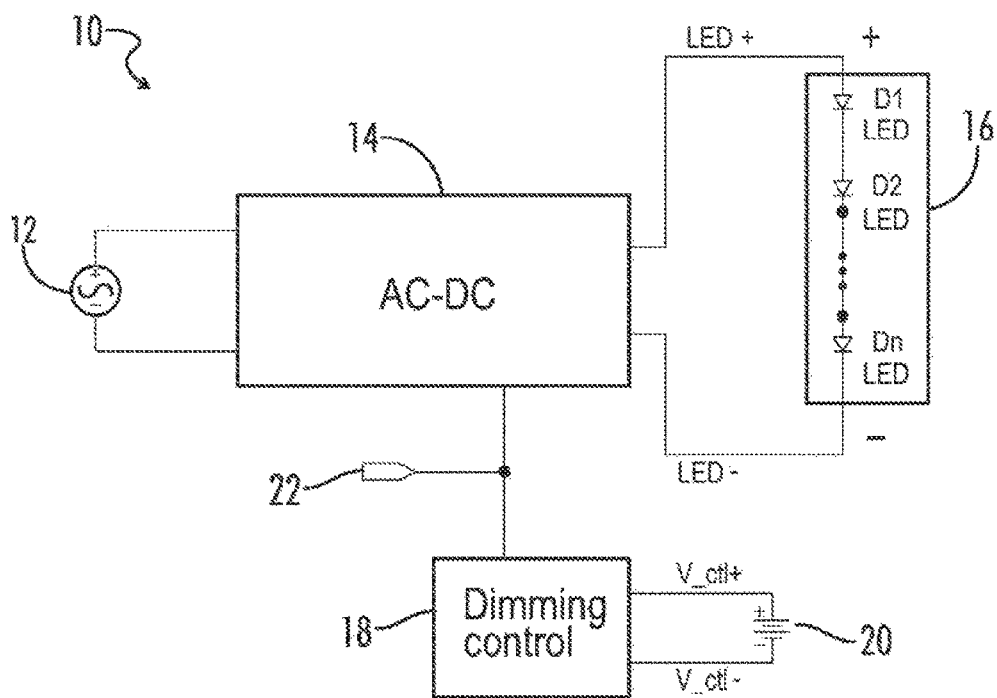 10
LED +
+
14
D1
LED
16
12
D2
LED
+
-
AC-DC
Dn
LED
-
22
LED -
V_ctl+
18
Dimming
control
+
-
20
V_ctl -